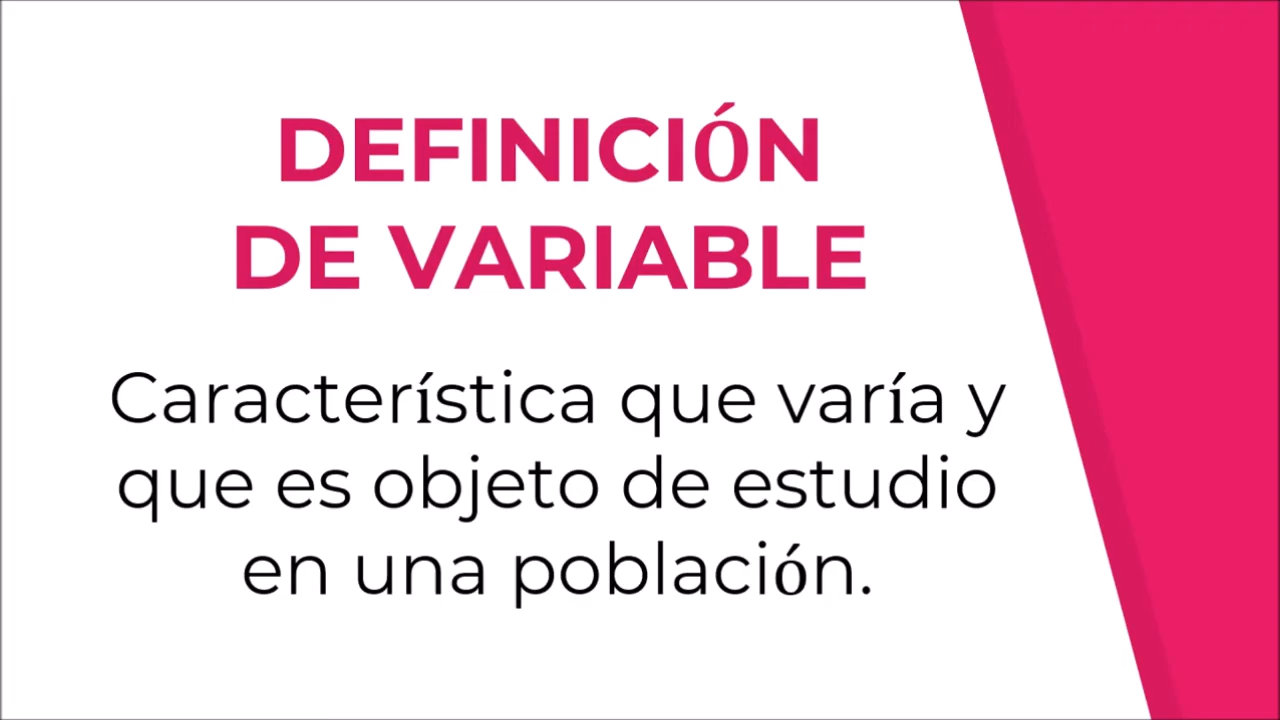 DEFINICIÓN
DE VARIABLE
Característica que varía y
que es objeto de estudio
en una población.